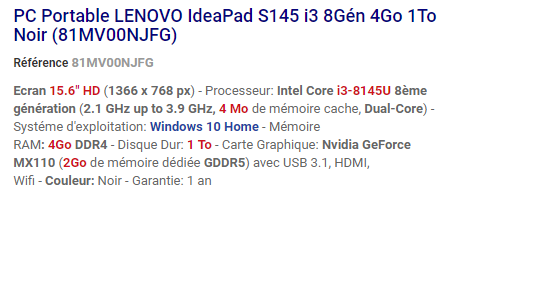 PC Portable LENOVO IdeaPad S145 i3 8Gén 4Go 1To
Noir (81MV00NJFG)
Référence 81MV00NJFG
Ecran 15.6" HD (1366 x 768 px) - Processeur: Intel Core i3-8145U 8ème
génération (2.1 GHz up to 3.9 GHz, 4 Mo de mémoire cache, Dual-Core) -
Systéme d'exploitation: Windows 10 Home - Mémoire
RAM: 4Go DDR4 - Disque Dur: 1 To - Carte Graphique: Nvidia GeForce
MX110 (2Go de mémoire dédiée GDDR5) avec USB 3.1, HDMI,
Wifi - Couleur: Noir - Garantie: 1 an